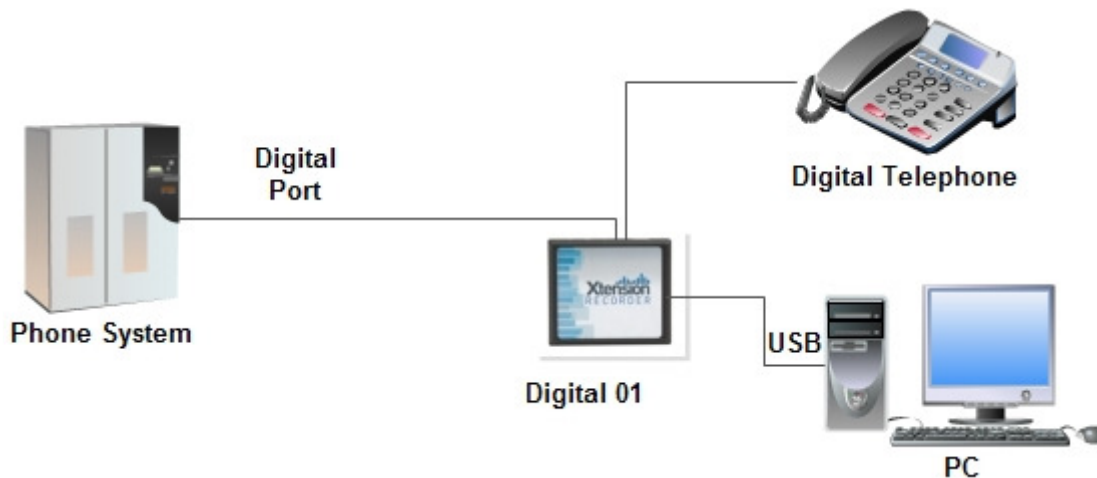 Digital
Port
Digital Telephone
Xtension
RECORDER
Phone System
USB
Digital 01
PC